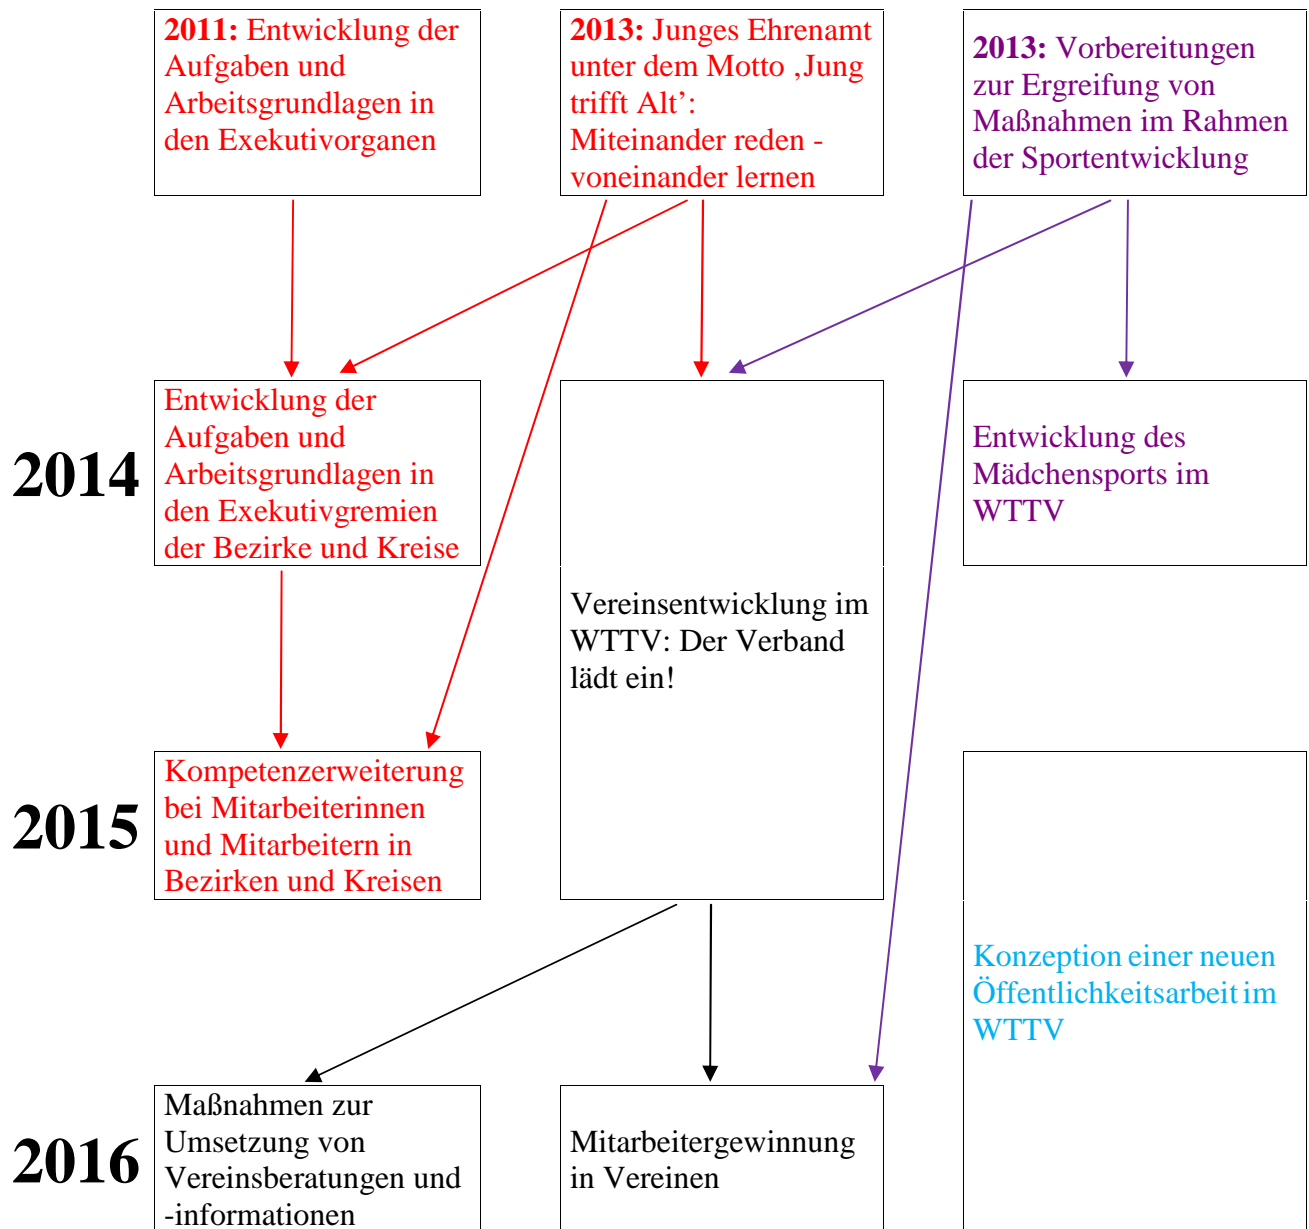 2011: Entwicklung der
Aufgaben und
Arbeitsgrundlagen in
den Exekutivorganen
2013: Junges Ehrenamt
unter dem Motto ‚Jung
trifft Alt’:
Miteinander reden -
voneinander lernen
2013: Vorbereitungen
zur Ergreifung von
Maßnahmen im Rahmen
der Sportentwicklung
2014
Entwicklung der
Aufgaben und
Arbeitsgrundlagen in
den Exekutivgremien
der Bezirke und Kreise
Vereinsentwicklung im
WTTV: Der Verband
lädt ein!
Entwicklung des
Mädchensports im
WTTV
2015
Kompetenzerweiterung
bei Mitarbeiterinnen
und Mitarbeitern in
Bezirken und Kreisen
Konzeption einer neuen
Öffentlichkeitsarbeit im
WTTV
2016
Maßnahmen zur
Umsetzung von
Vereinsberatungen und
-informationen
Mitarbeitergewinnung
in Vereinen